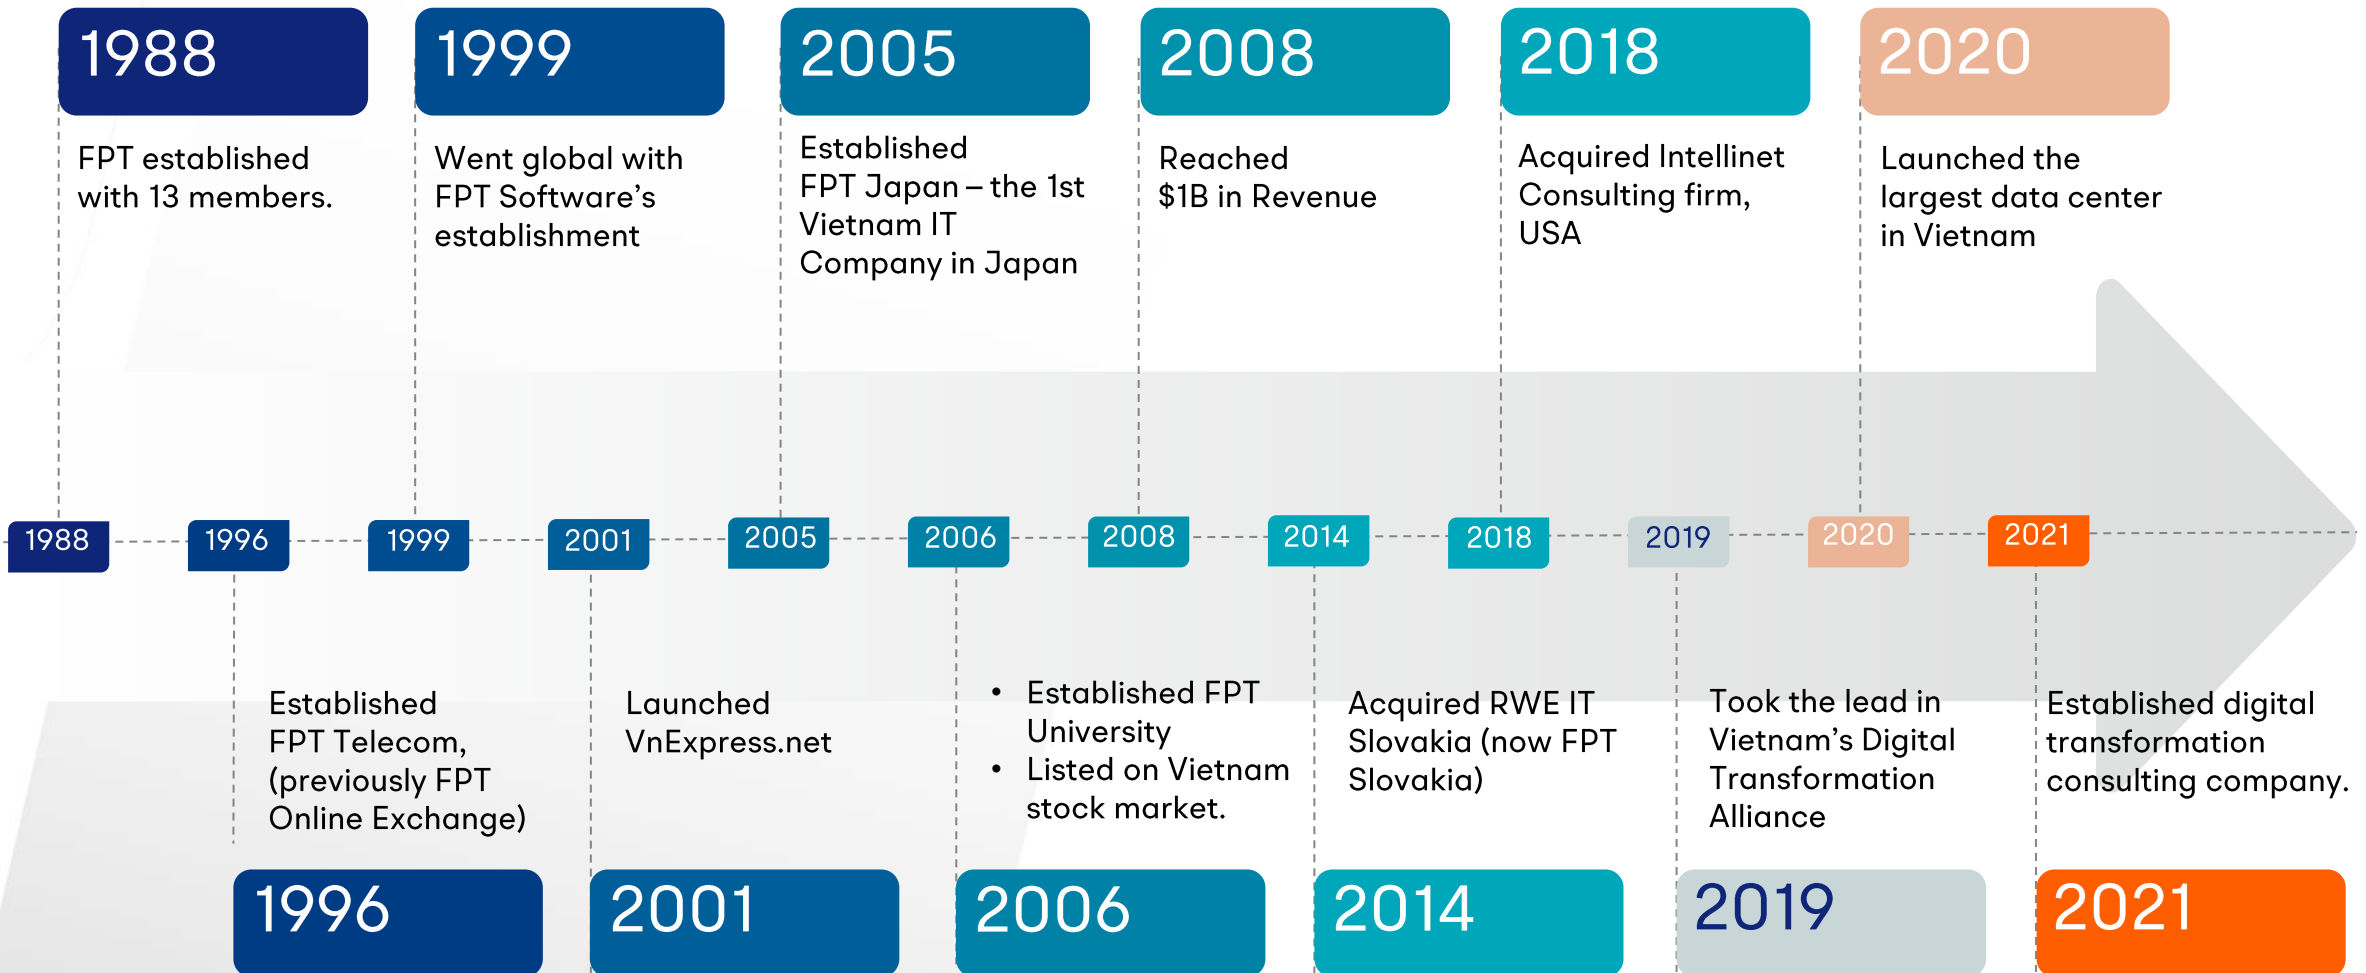 1988
FPT established
with 13 members.
1999
Went global with
FPT Software’s
establishment
2005
Established
FPT Japan – the 1st
Vietnam IT
Company in Japan
2008
Reached
$1B in Revenue
2018
Acquired Intellinet
Consulting firm,
USA
2020
Launched the
largest data center
in Vietnam
1988
1996
1999
2001
2005
2006
2008
2014
2018
2019
2020
2021
Established
FPT Telecom,
(previously FPT
Online Exchange)
1996
Launched
VnExpress.net
2001
• Established FPT
University
• Listed on Vietnam
stock market.
2006
Acquired RWE IT
Slovakia (now FPT
Slovakia)
2014
Took the lead in
Vietnam’s Digital
Transformation
Alliance
2019
Established digital
transformation
consulting company.
2021